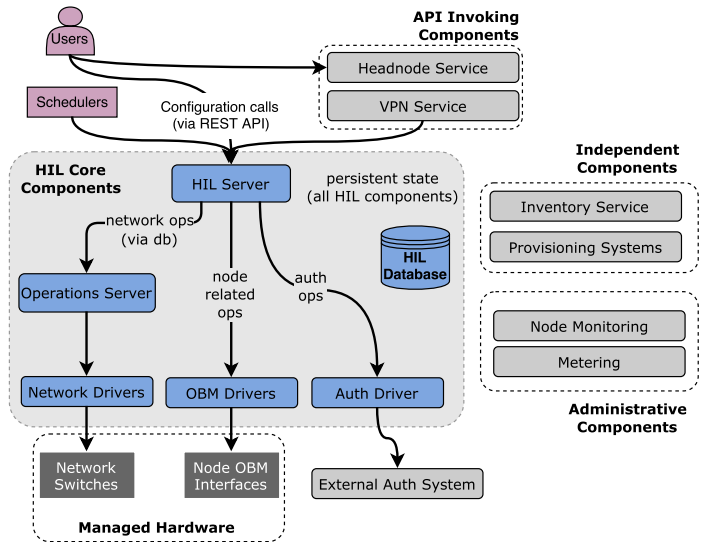 Users
API Invoking
Components
Headnode Service
VPN Service
Schedulers
Configuration calls
(via REST API)
HIL Core
Components
HIL Server
persistent state
(all HIL components)
network ops
(via db)
HIL
Database
node
related
ops
auth
ops
Operations Server
Network Drivers
OBM Drivers
Auth Driver
Independent
Components
Inventory Service
Provisioning Systems
Node Monitoring
Metering
Administrative
Components
Network
Switches
Node OBM
Interfaces
External Auth System
Managed Hardware